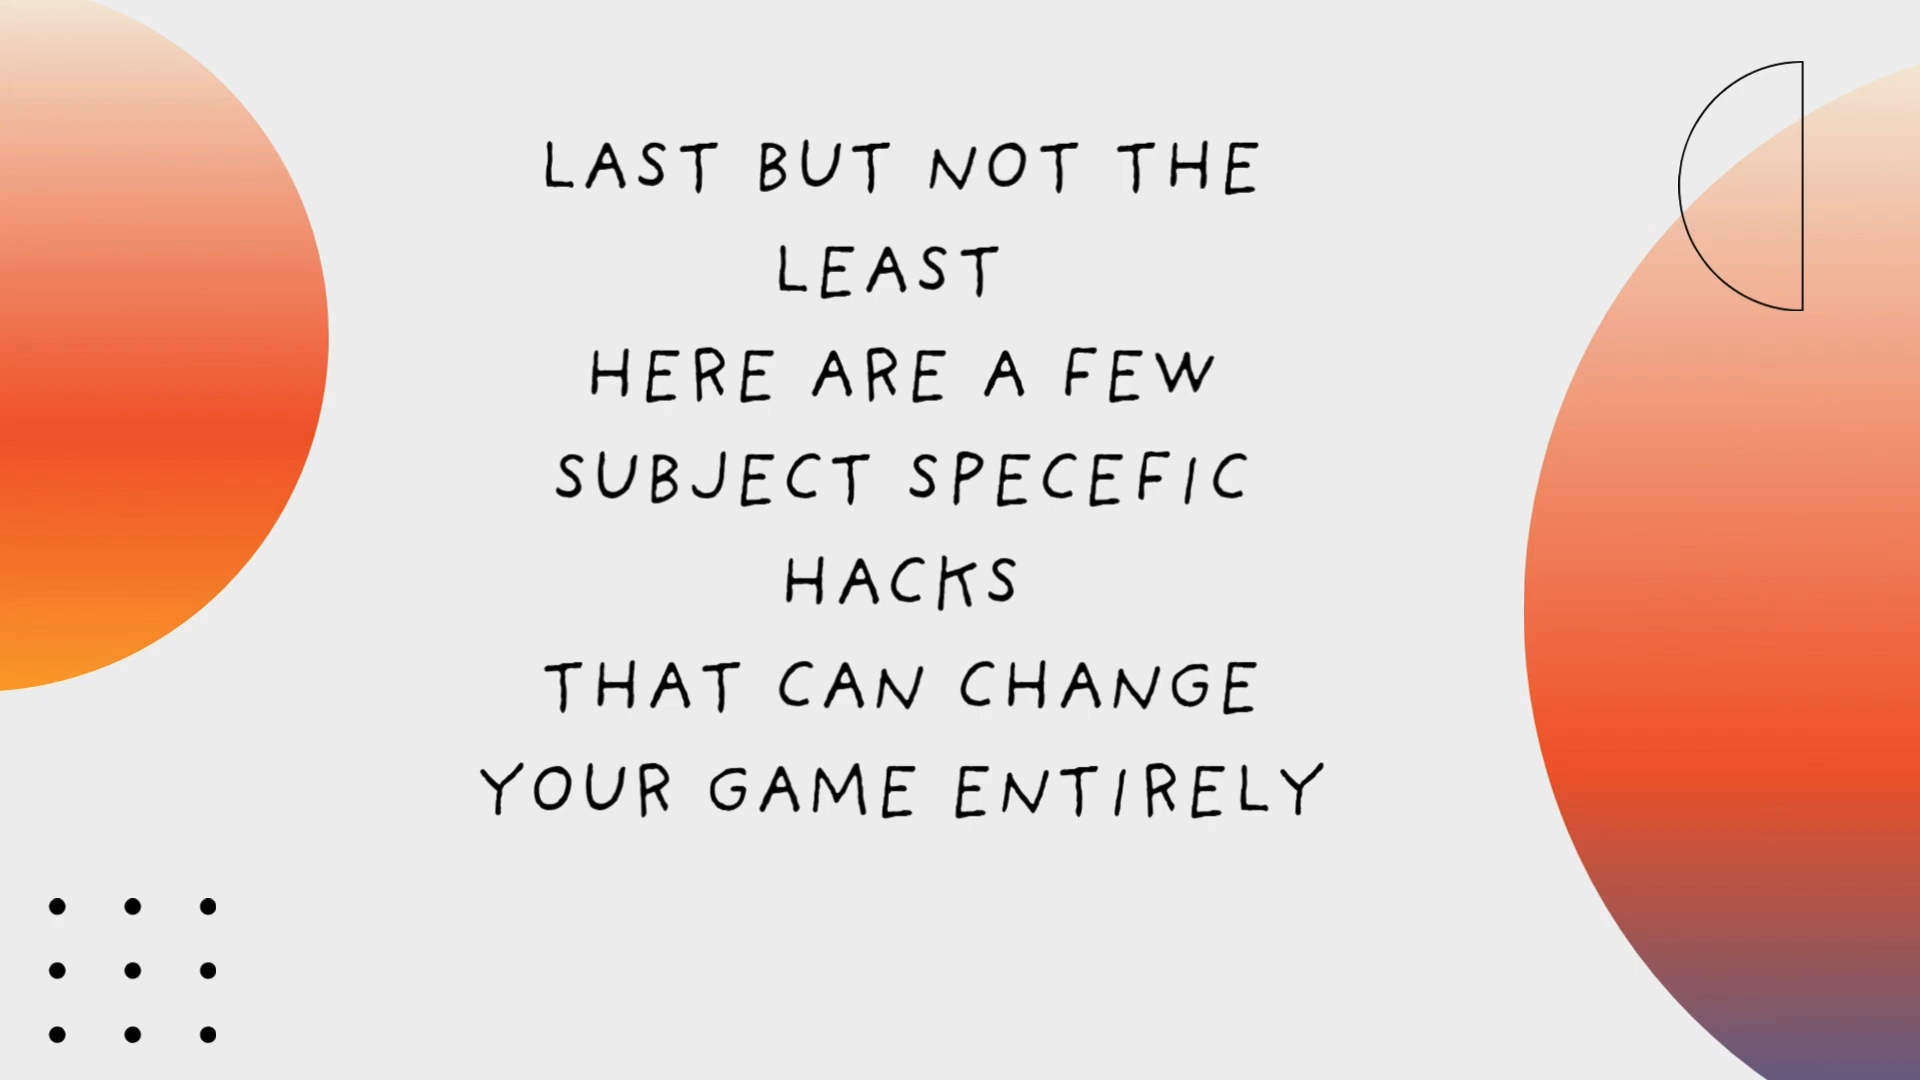 LAST BUT NOT THE
LEAST
HERE ARE A FEW
SUBJECT SPECEFIC
HACKS
THAT CAN CHANGE
YOUR GAME ENTIRELY